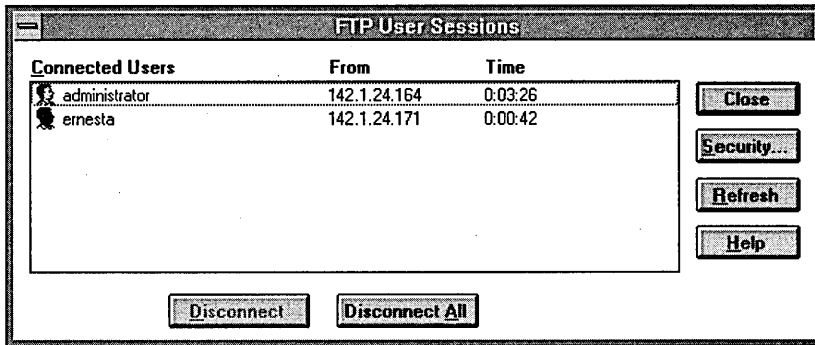 FTP User Sessions
Connected Users From Time
administrator 142.1.24.164 0:03:26
ernesta 142.1.24.171 0:00:42
Close
Security...
Refresh
Help
Disconnect Disconnect All